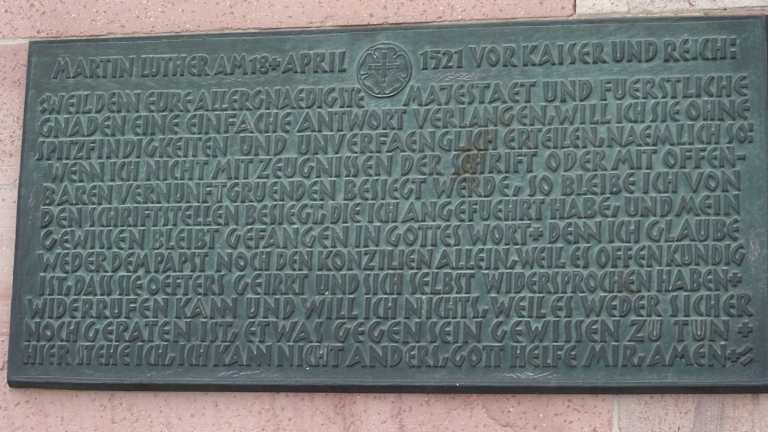 MARTIN LUTHER AM 18+ APRIL 1521 VOR KAISER UND REICH:
:WEIL DENN EURE ALLERGNAEDIGSTE MAJESTAET UND FUERSTLICHE
GNADEN EINE EINFACHE ANTWORT VERLANGEN, WILL ICH SIE OHNE
SPITZFINDIGKEITEN UND UNVERFAENGLICH ERTEILEN, NAEMLICH SO:
WENN ICH NICHT MIT ZEUGNISSEN DER SCHRIFT ODER MIT OFFEN-
BAREN VERNUNFTGRUENDEN BESIEGT WERDE, SO BLEIBE ICH VON
DEN SCHRIFTSTELLEN BESIEGT, DIE ICH ANGEFUEHRT HABE, UND MEIN
GEWISSEN BLEIBT GEFANGEN IN GOTTES WORT+ DENN ICH GLAUBE
WEDER DEM PAPST NOCH DEN KONZILIEN ALLEIN, WEIL ES OFFENKUNDIG
IST, DASS SIE OEFTERS GEIRRT UND SICH SELBST WIDERSPROCHEN HABEN+
WIDERRUFEN KANN UND WILL ICH NICHTS, WEIL ES WEDER SICHER
NOCH GERATEN IST, ETWAS GEGEN SEIN GEWISSEN ZU TUN +
HIER STEHE ICH, ICH KANN NICHT ANDERS, GOTT HELFE MIR, AMEN+